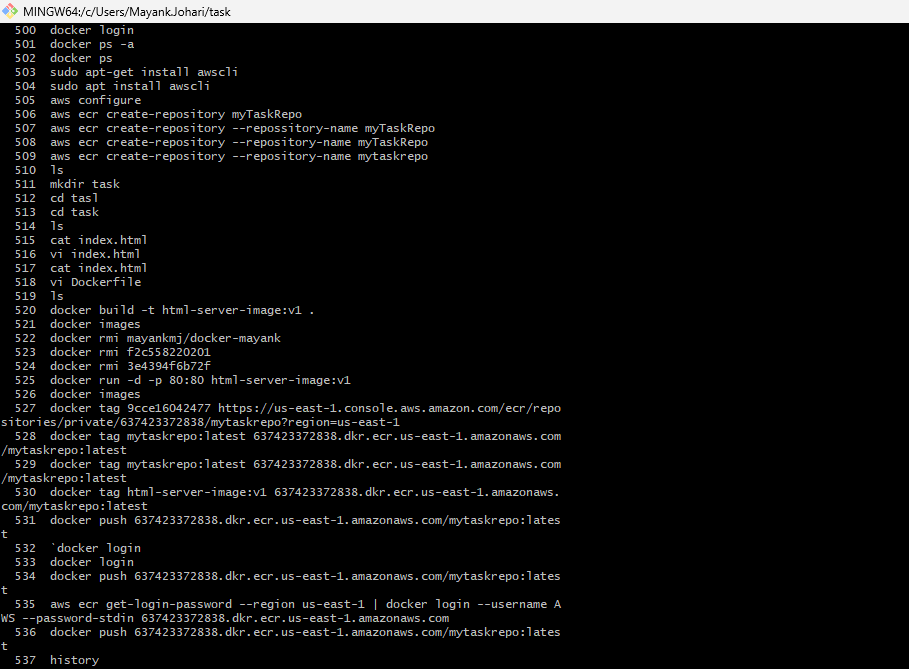 MINGW64:/c/Users/Mayank.Johari/task
500 docker login
501 docker ps -a
502 docker ps
503 sudo apt-get install awscli
504 sudo apt install awscli
505 aws configure
506 aws ecr create-repository myTaskRepo
507 aws ecr create-repository --repossitory-name myTaskRepo
508 aws ecr create-repository --repository-name myTaskRepo
509 aws ecr create-repository --repository-name mytaskrepo
510 ls
511 mkdir task
512 cd tasl
513 cd task
514 ls
515 cat index.html
516 vi index.html
517 cat index.html
518 vi Dockerfile
519 ls
520 docker build -t html-server-image:v1 .
521 docker images
522 docker rmi mayankmj/docker-mayank
523 docker rmi f2c558220201
524 docker rmi 3e4394f6b72f
525 docker run -d -p 80:80 html-server-image:v1
526 docker images
527 docker tag 9cce16042477 https://us-east-1.console.aws.amazon.com/ecr/repo
sitories/private/637423372838/mytaskrepo?region=us-east-1
528 docker tag mytaskrepo:latest 637423372838.dkr.ecr.us-east-1.amazonaws.com
/mytaskrepo:latest
529 docker tag mytaskrepo:latest 637423372838.dkr.ecr.us-east-1.amazonaws.com
/mytaskrepo:latest
530 docker tag html-server-image:v1 637423372838.dkr.ecr.us-east-1.amazonaws.
com/mytaskrepo:latest
531 docker push 637423372838.dkr.ecr.us-east-1.amazonaws.com/mytaskrepo:lates
t
532 `docker login
533 docker login
534 docker push 637423372838.dkr.ecr.us-east-1.amazonaws.com/mytaskrepo:lates
t
535 aws ecr get-login-password --region us-east-1 | docker login --username A
WS --password-stdin 637423372838.dkr.ecr.us-east-1.amazonaws.com
536 docker push 637423372838.dkr.ecr.us-east-1.amazonaws.com/mytaskrepo:lates
t
537 history